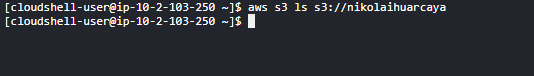 [cloudshell-user@ip-10-2-103-250 ~]$ aws s3 ls s3://nikolaihuarcaya
[cloudshell-user@ip-10-2-103-250 ~]$